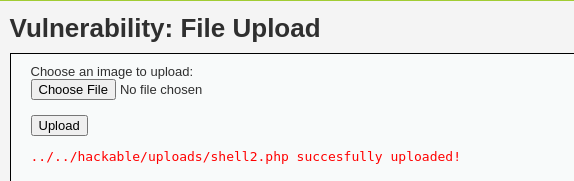 Vulnerability: File Upload
Choose an image to upload:
Choose File No file chosen
Upload
../../hackable/uploads/shell2.php succesfully uploaded!